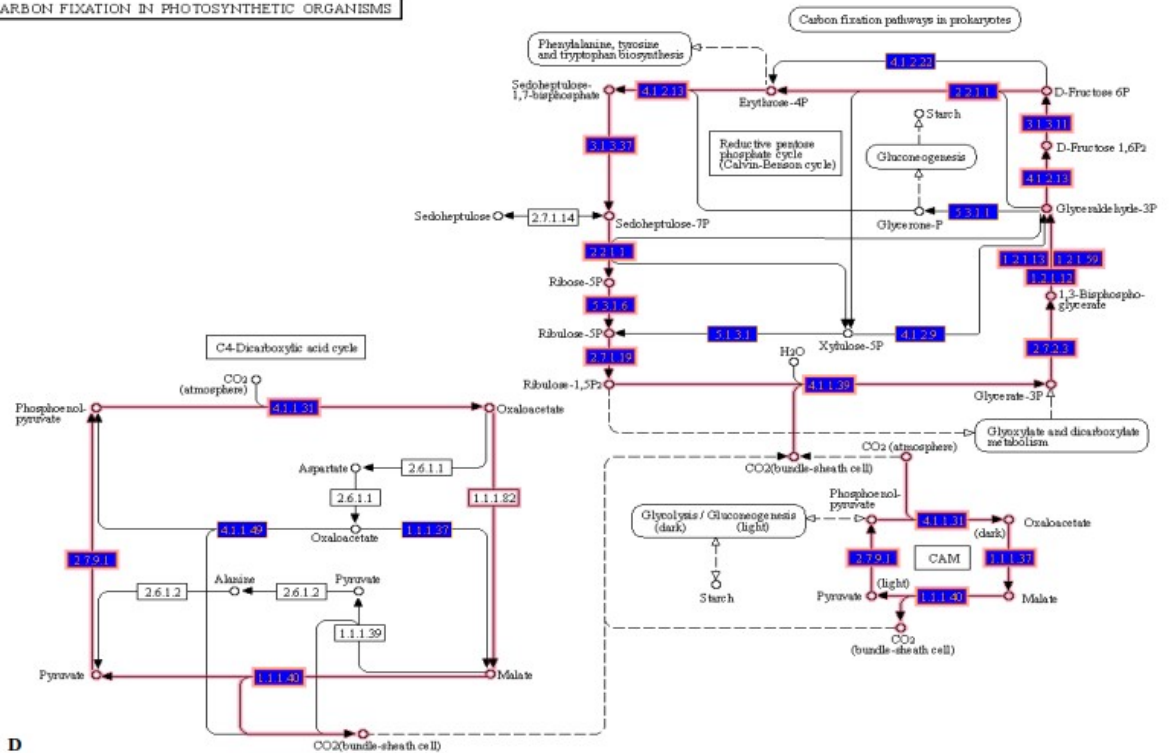 ARBON FIXATION IN PHOTOSYNTHETIC ORGANISMS
Carbon fixation pathways in prokaryotes
Phenylalanine, tyrosine
and tryptophan biosynthesis
4.1.2.22
Sedoheptulose-
1,7-bisphosphate
4.1.2.13
Erythrose-4P
2.2.1.1
D-Fructose 6P
Starch
3.1.3.11
3.1.3.37
Reductive pentose
phosphate cycle
(Calvin-Benson cycle)
Gluconeogenesis
D-Fructose 1,6P2
4.1.2.13
Sedoheptulose
2.7.1.14
Sedoheptulose-7P
Glycerone-P
5.3.1.1
Glyceraldehyde-3P
2.2.1.1
1.2.1.13
1.2.1.59
1.2.1.12
Ribose-5P
1,3-Bisphospho-
glycerate
5.3.1.6
Ribulose-5P
5.1.3.1
Xylulose-5P
4.1.2.9
2.7.2.3
C4-Dicarboxylic acid cycle
2.7.1.19
H2O
Ribulose-1,5P2
4.1.1.39
Glycerate-3P
CO2
(atmosphere)
Phosphoenol-
pyruvate
4.1.1.31
Oxaloacetate
Glyoxylate and dicarboxylate
metabolism
CO2 (atmosphere)
CO2(bundle-sheath cell)
Aspartate
2.6.1.1
2.6.1.1
1.1.1.82
Phosphoenol-
pyruvate
Glycolysis / Gluconeogenesis
(dark) (light)
4.1.1.31
Oxaloacetate
(dark)
4.1.1.49
Oxaloacetate
1.1.1.37
2.7.9.1
2.7.9.1
CAM
1.1.1.37
Starch
(light)
Pyruvate
1.1.1.40
Malate
Alanine
Pyruvate
2.6.1.2
2.6.1.2
1.1.1.39
CO2
(bundle-sheath cell)
Pyruvate
1.1.1.40
Malate
D
CO2(bundle-sheath cell)